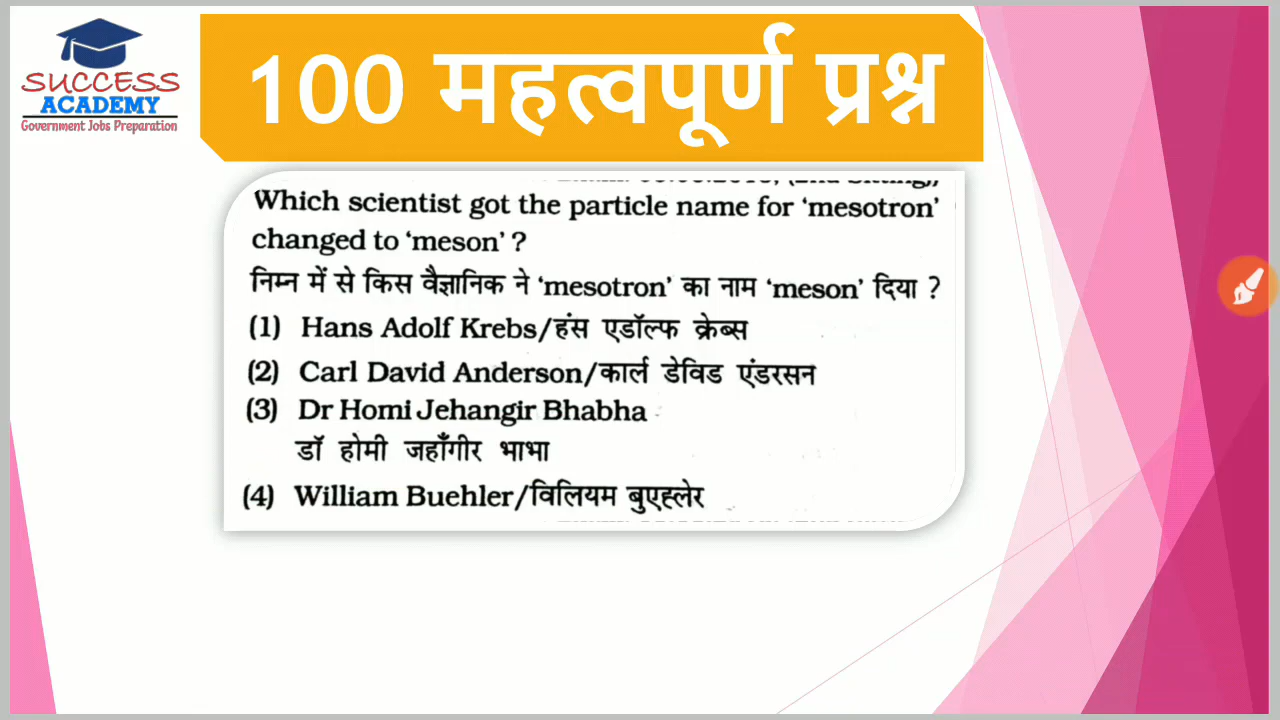 SUCCESS
ACADEMY
Government Jobs Preparation
100 महत्वपूर्ण प्रश्न
Which scientist got the particle name for ‘mesotron’
changed to ‘meson’ ?
निम्न में से किस वैज्ञानिक ने ‘mesotron’ का नाम ‘meson’ दिया ?
(1) Hans Adolf Krebs/हंस एडॉल्फ क्रेब्स
(2) Carl David Anderson/कार्ल डेविड एंडरसन
(3) Dr Homi Jehangir Bhabha
डॉ होमी जहाँगीर भाभा
(4) William Buehler/विलियम बुएह्लेर